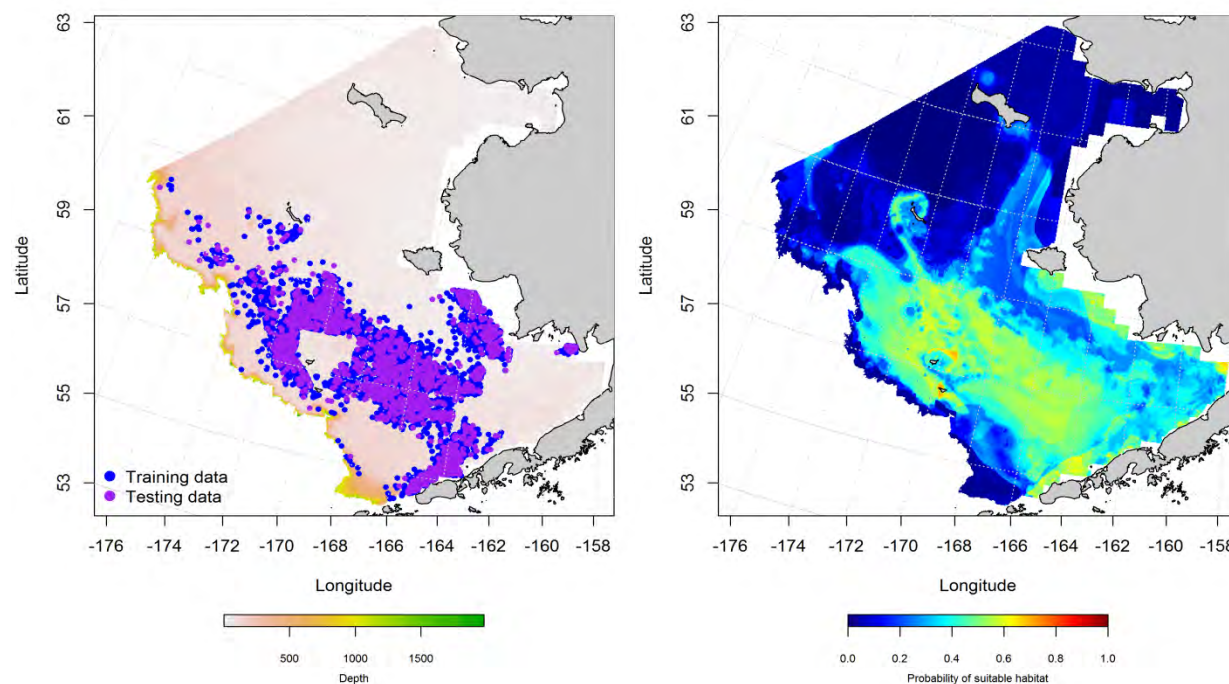 63
61
59
57
55
53
Latitude
Training data
Testing data
-176 -174 -172 -170 -168 -166 -164 -162 -160 -158
Longitude
500 1000 1500
Depth
63
61
59
57
55
53
Latitude
-176 -174 -172 -170 -168 -166 -164 -162 -160 -158
Longitude
0.0 0.2 0.4 0.6 0.8 1.0
Probability of suitable habitat